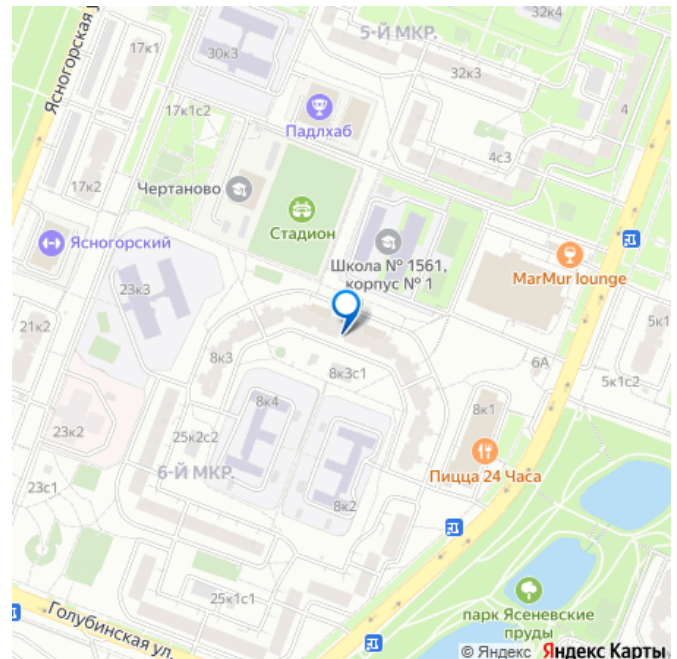 32к4
5-Й МКР.
17к1
30к3
32к3
Ясногорская у
17к1с2
Падлхаб
4
4с3
17к2
Чертаново
Стадион
Ясногорский
Школа № 1561,
корпус № 1
MarMur lounge
23к3
21к2
5к1
8к3
8к3с1
6А
5к1с2
8к4
8к1
23к2
25к2с2
6-Й МКР.
Пицца 24 Часа
23с1
8к2
25к1с1
Голубинская ул.
парк Ясеневские
пруды
© Яндекс Яндекс Карты